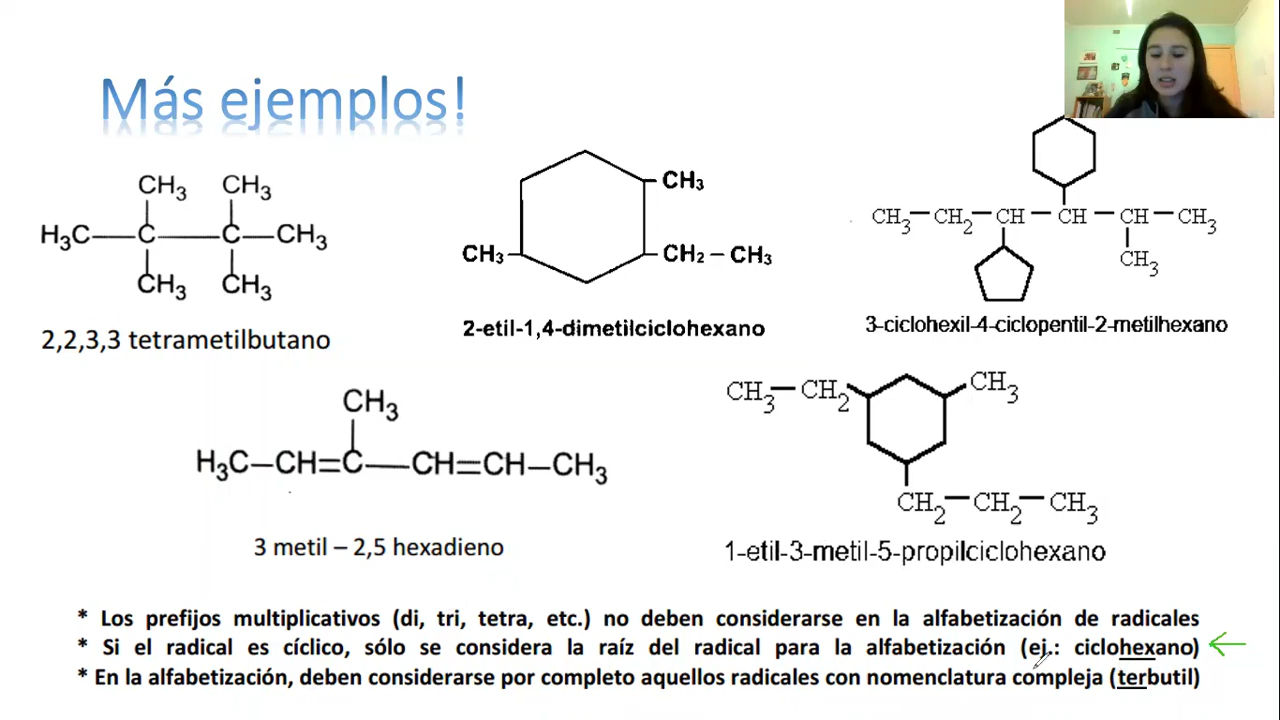 Más ejemplos!
CH₃ CH₃
H₃C—C—C—CH₃
CH₃ CH₃
2,2,3,3 tetrametilbutano
CH₃
CH₃ CH₂–CH₃
2-etil-1,4-dimetilciclohexano
CH₃—CH₂—CH—CH—CH—CH₃
CH₃
3-ciclohexil-4-ciclopentil-2-metilhexano
CH₃
H₃C–CH=C—CH=CH–CH₃
3 metil – 2,5 hexadieno
CH₃—CH₂ CH₃
CH₂—CH₂—CH₃
1-etil-3-metil-5-propilciclohexano
* Los prefijos multiplicativos (di, tri, tetra, etc.) no deben considerarse en la alfabetización de radicales
* Si el radical es cíclico, sólo se considera la raíz del radical para la alfabetización (ej.: ciclohexano)
* En la alfabetización, deben considerarse por completo aquellos radicales con nomenclatura compleja (terbutil)